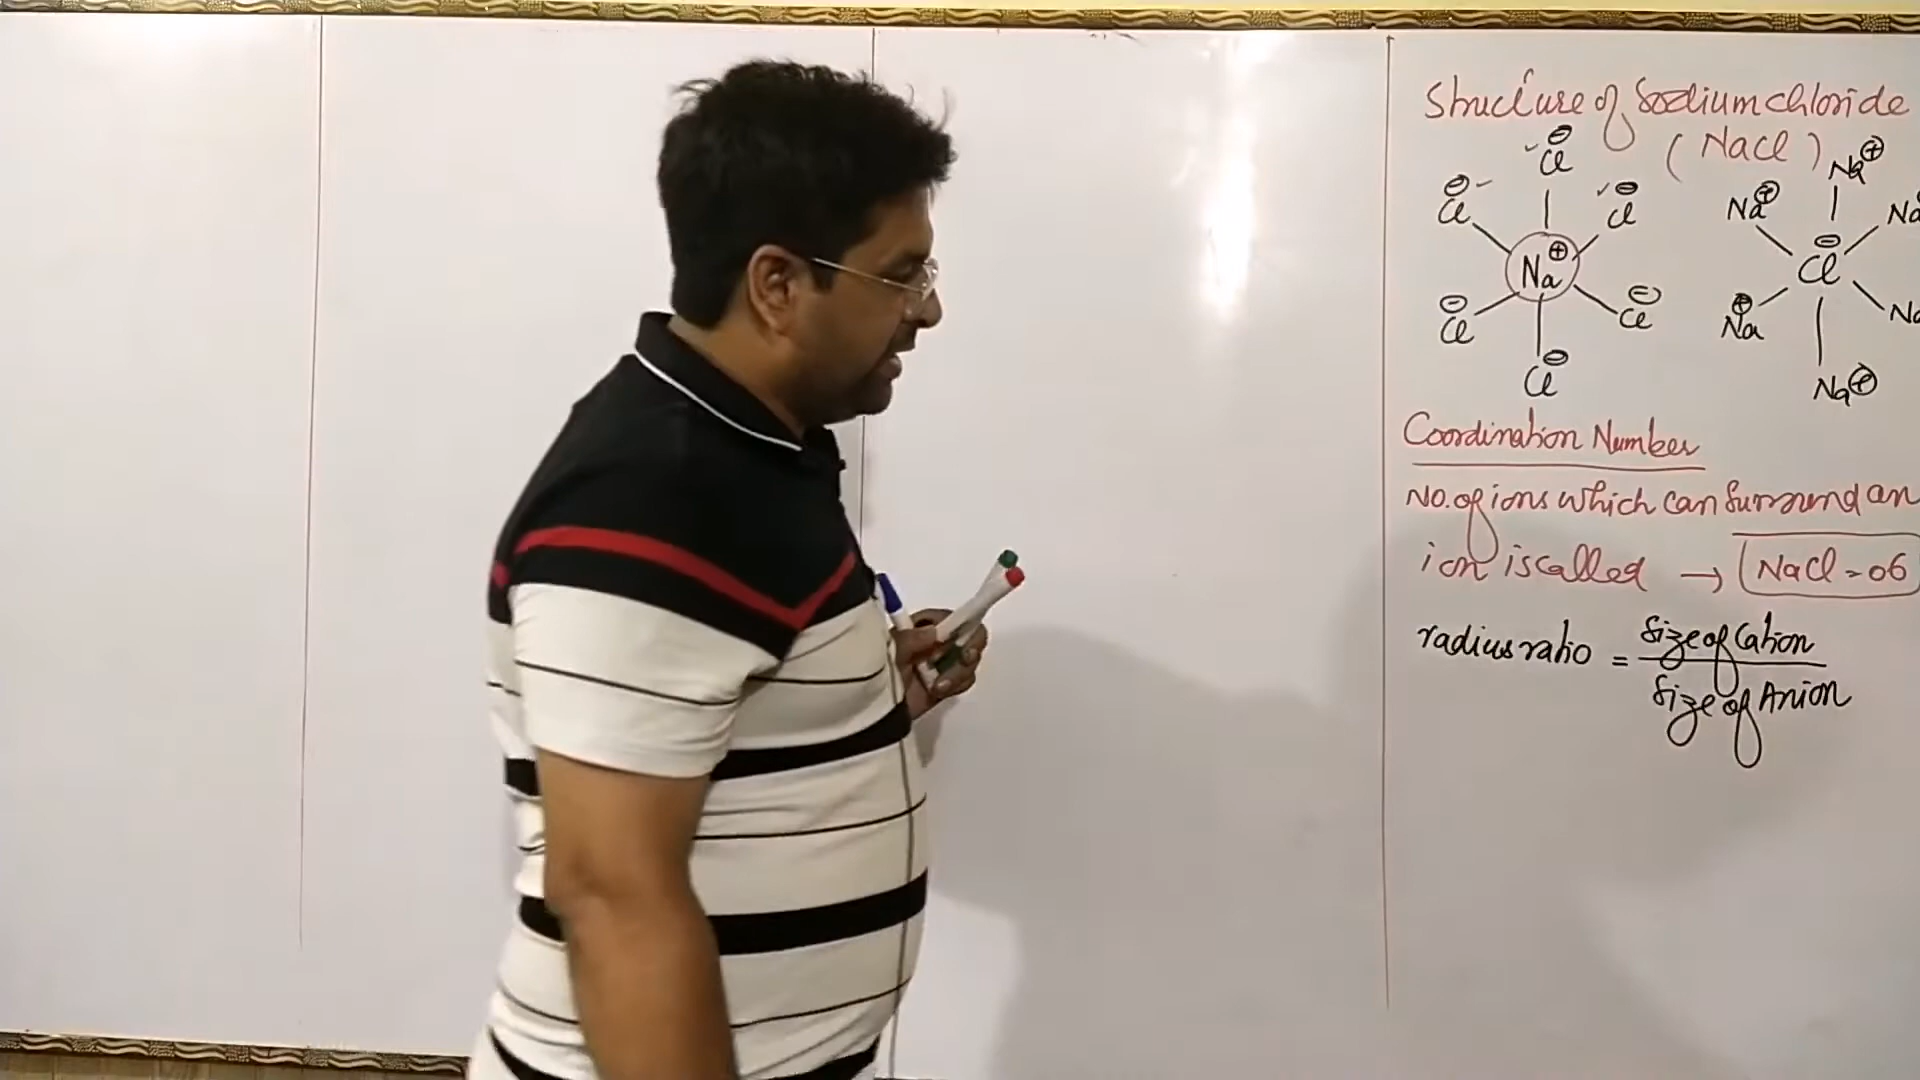 Structure of Sodium chloride
(NaCl)
Cl⊖
Cl⊖ Cl⊖
Na⊕
Cl⊖ Cl⊖
Cl⊖
Na⊕
Na⊕ Na
Cl⊖
Na⊕ Na
Na⊕
Coordination Number
No. of ions which can Surround an
ion is called → NaCl = 06
radius ratio = Size of Cation
Size of Anion